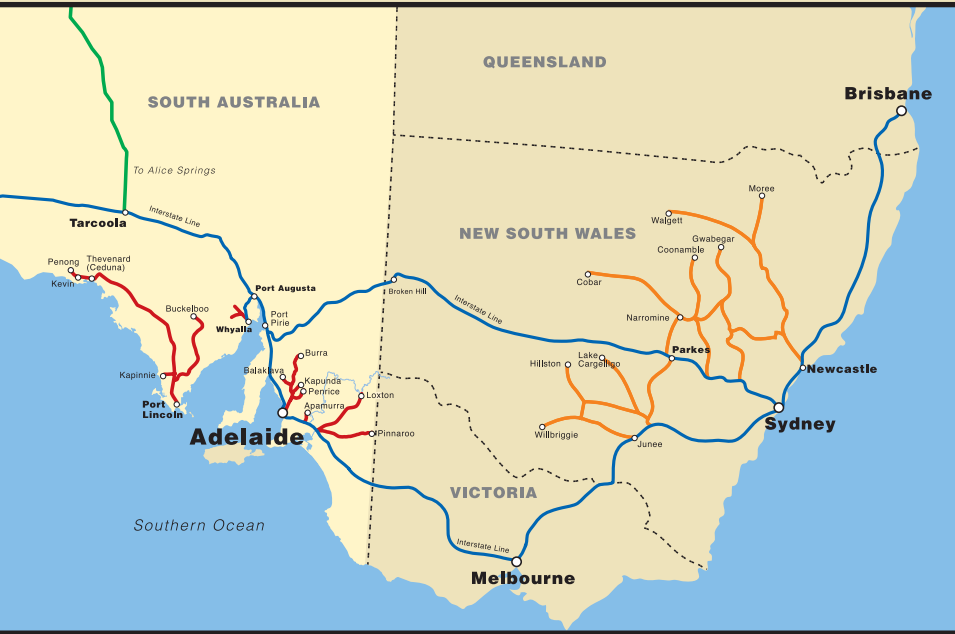 QUEENSLAND
Brisbane
SOUTH AUSTRALIA
To Alice Springs
Moree
Interstate Line
Walgett
Tarcoola
NEW SOUTH WALES
Gwabegar
Coonamble
Penong
Thevenard
(Ceduna)
Kevin
Cobar
Port Augusta
Broken Hill
Interstate Line
Buckelboo
Port
Pirie
Whyalla
Narromine
Burra
Parkes
Lake
Cargelligo
Hillston
Newcastle
Balaklava
Kapinnie
Kapunda
Penrice
Loxton
Port
Lincoln
Apamurra
Sydney
Adelaide
Pinnaroo
Willbriggie
Junee
VICTORIA
Southern Ocean
Interstate Line
Melbourne